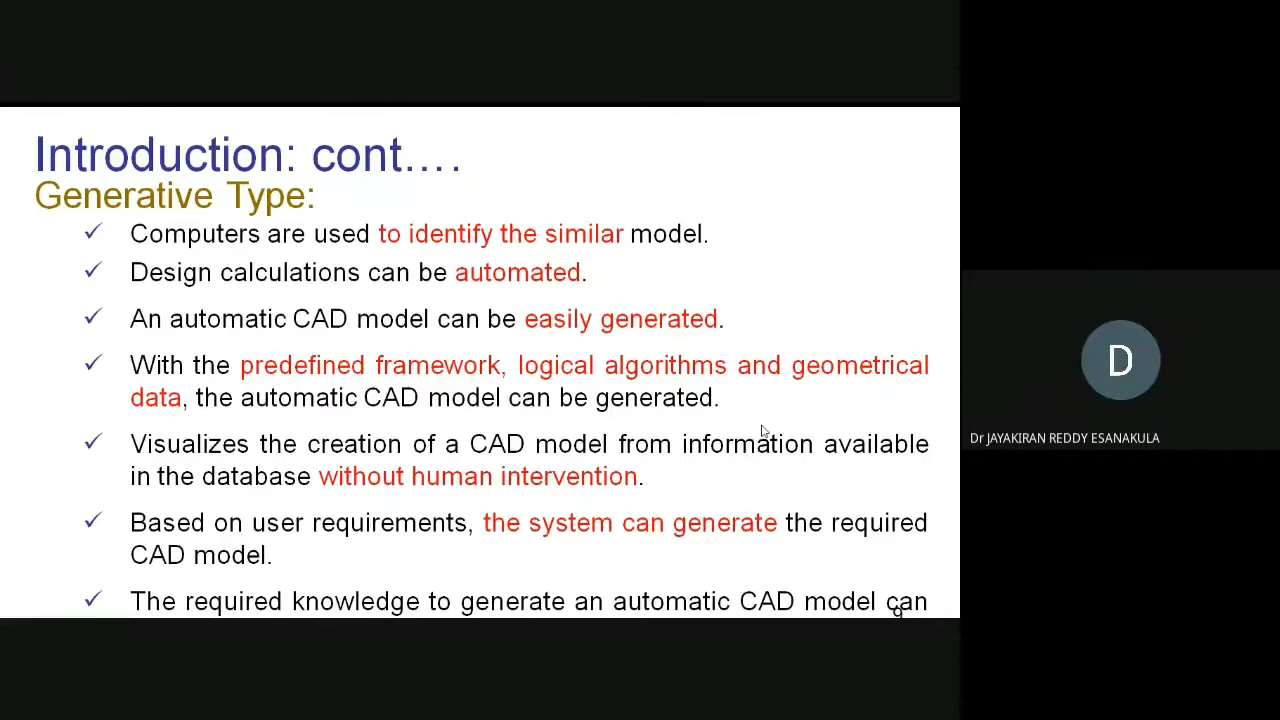 Introduction: cont….
Generative Type:
✓ Computers are used to identify the similar model.
✓ Design calculations can be automated.
✓ An automatic CAD model can be easily generated.
✓ With the predefined framework, logical algorithms and geometrical
data, the automatic CAD model can be generated.
✓ Visualizes the creation of a CAD model from information available
in the database without human intervention.
✓ Based on user requirements, the system can generate the required
CAD model.
✓ The required knowledge to generate an automatic CAD model can
9
D
Dr JAYAKIRAN REDDY ESANAKULA